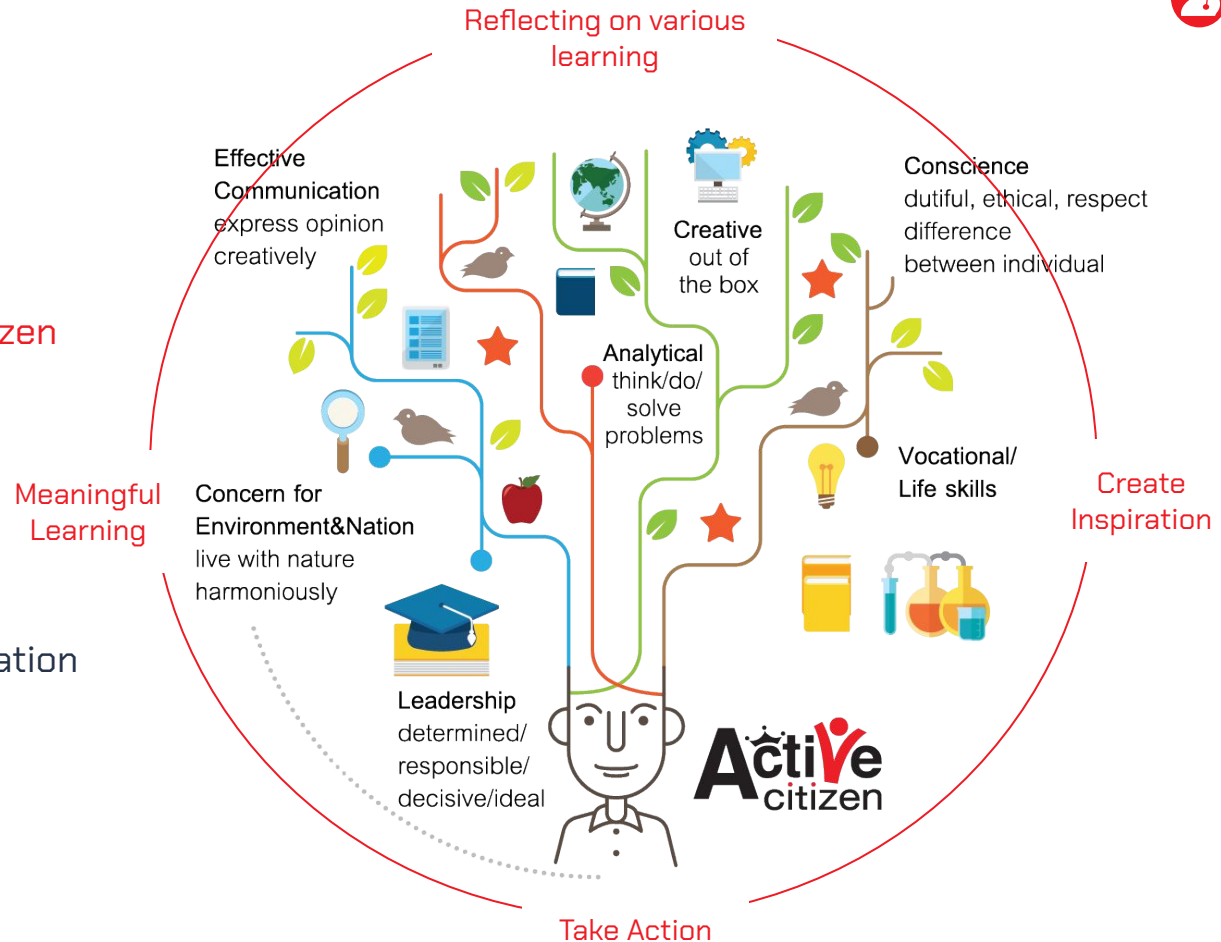 Reflecting on various
learning
Effective
Communication
express opinion
creatively
Creative
out of
the box
Conscience
dutiful, ethical, respect
difference
between individual
zen
Analytical
think/do/
solve
problems
Meaningful
Learning
Concern for
Environment&Nation
live with nature
harmoniously
Vocational/
Life skills
Create
Inspiration
ation
Leadership
determined/
responsible/
decisive/ideal
Active
citizen
Take Action